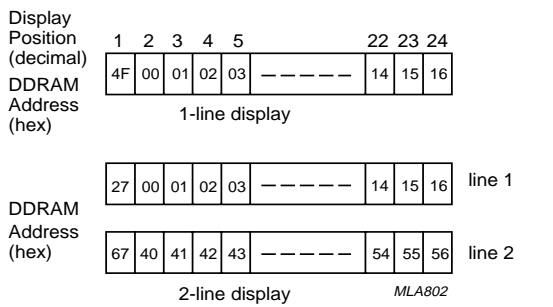 Display
Position
(decimal)
1 2 3 4 5 22 23 24
DDRAM
Address
(hex)
4F 00 01 02 03 14 15 16
1-line display
DDRAM
Address
(hex)
27 00 01 02 03 14 15 16 line 1
67 40 41 42 43 54 55 56 line 2
2-line display
MLA802